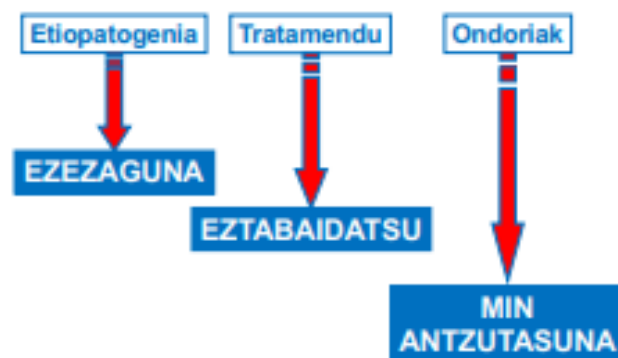 Etiopatogenia
Tratamendu
Ondoriak
EZEZAGUNA
EZTABAIDATSU
MIN
ANTZUTASUNA